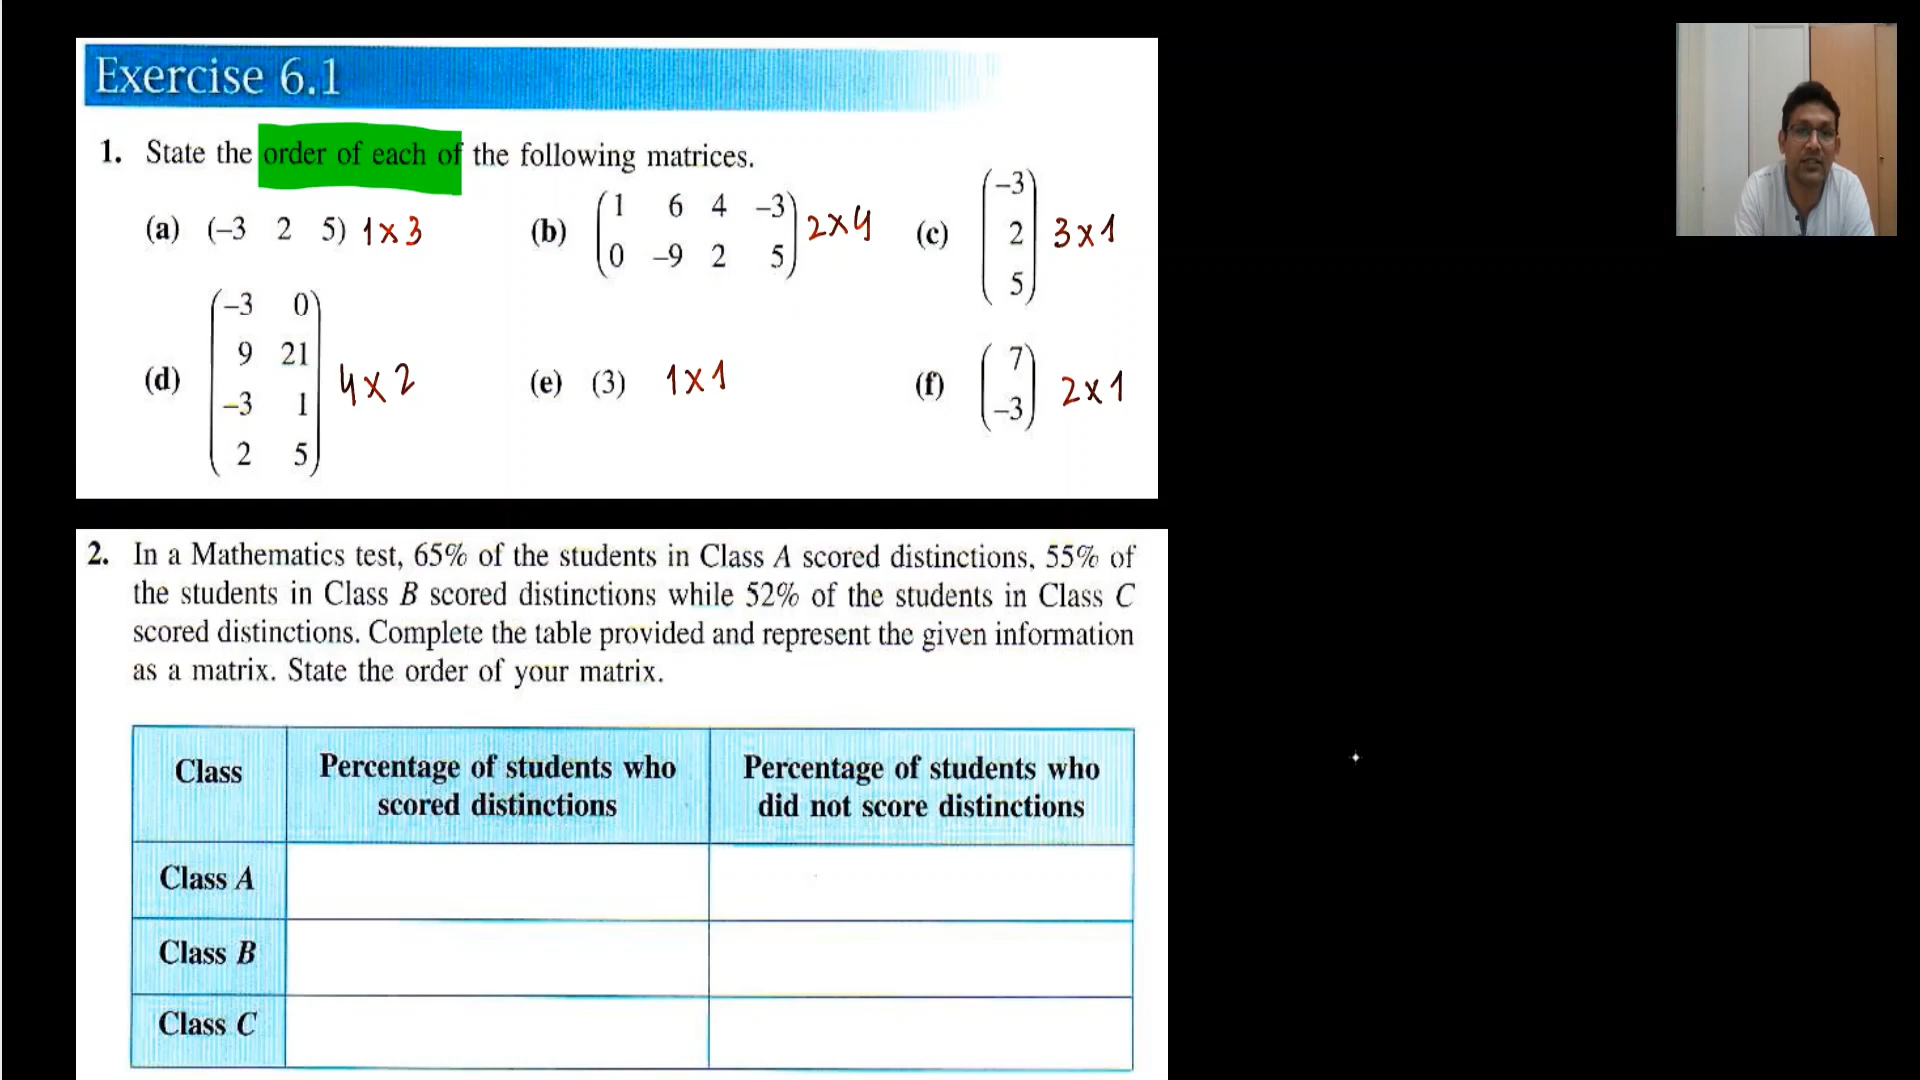 Exercise 6.1
1. State the order of each of the following matrices.
(a) (–3 2 5) 1×3
(b) (1 6 4 –3
0 –9 2 5) 2×4
(c) (–3
2
5) 3×1
(d) (–3 0
9 21
–3 1
2 5) 4×2
(e) (3) 1×1
(f) (7
–3) 2×1
2. In a Mathematics test, 65% of the students in Class A scored distinctions, 55% of
the students in Class B scored distinctions while 52% of the students in Class C
scored distinctions. Complete the table provided and represent the given information
as a matrix. State the order of your matrix.
Class
Percentage of students who
scored distinctions
Percentage of students who
did not score distinctions
Class A
Class B
Class C